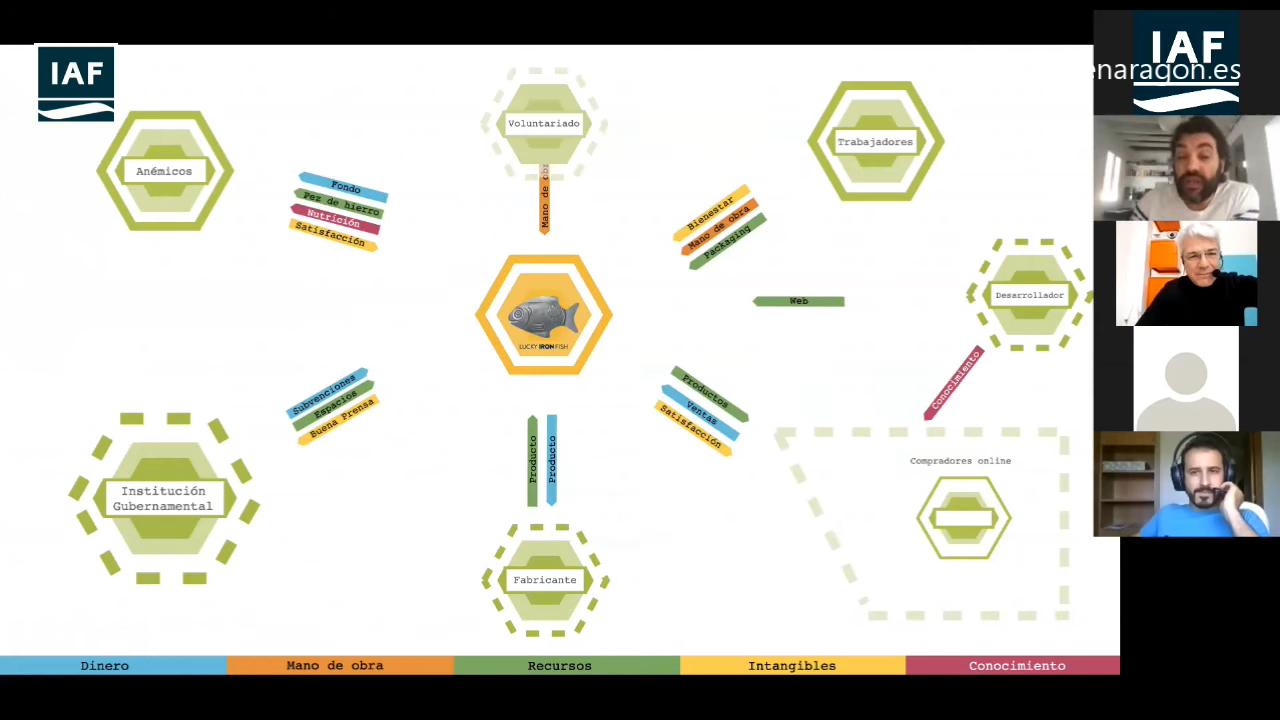 IAF
IAF
enaragon.es
Voluntariado
Trabajadores
Anémicos
Fondo
Pez de hierro
Nutrición
Satisfacción
Mano de obra
Bienestar
Mano de obra
Packaging
Web
Desarrollador
LUCKY IRON FISH
Conocimiento
Subvenciones
Espacios
Buena Prensa
Productos
Ventas
Satisfacción
Producto
Producto
Compradores online
Institución
Gubernamental
Fabricante
Dinero
Mano de obra
Recursos
Intangibles
Conocimiento